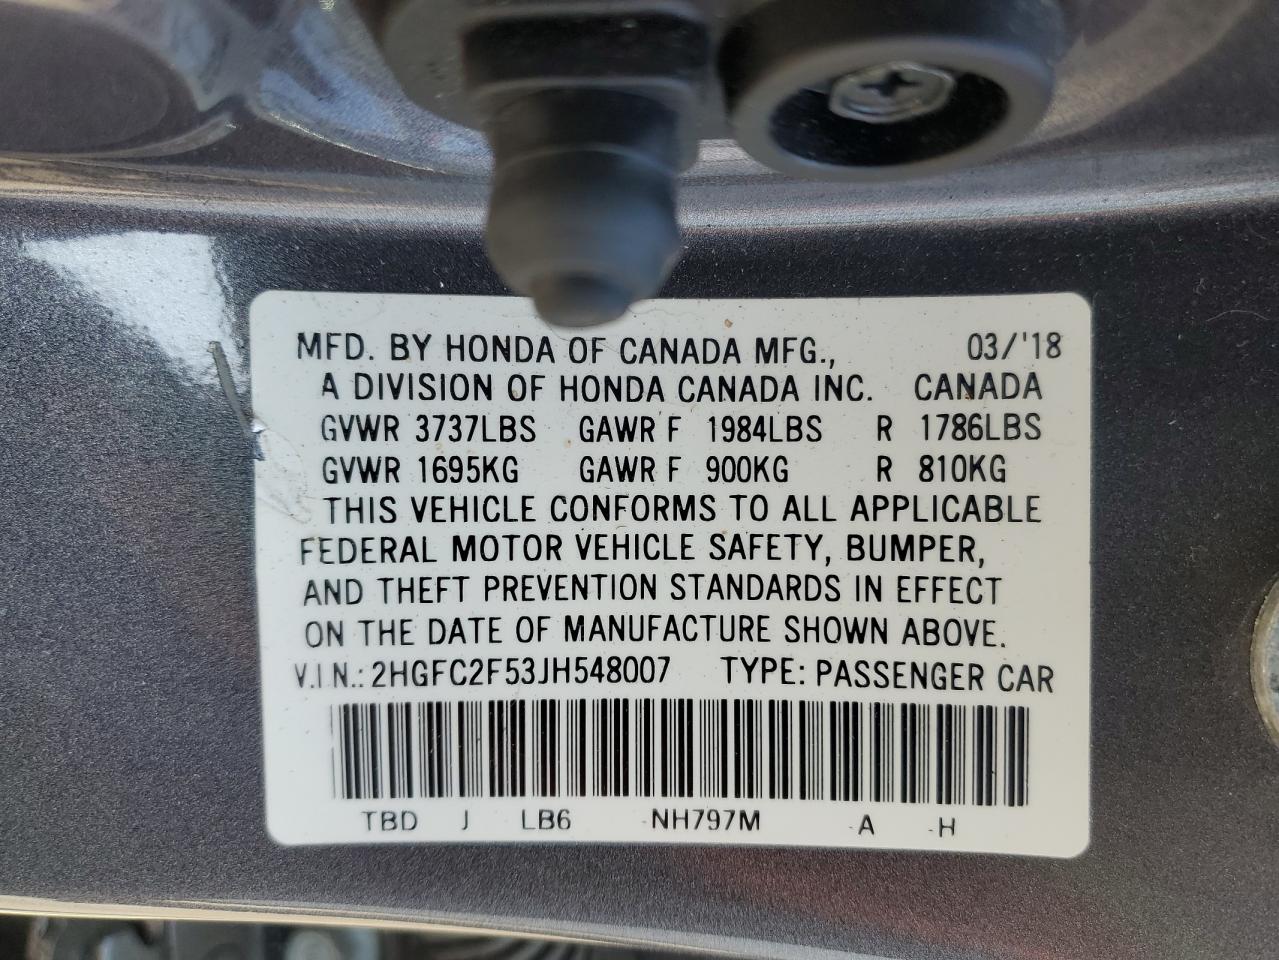 MFD. BY HONDA OF CANADA MFG., 03/'18
A DIVISION OF HONDA CANADA INC. CANADA
GVWR 3737LBS GAWR F 1984LBS R 1786LBS
GVWR 1695KG GAWR F 900KG R 810KG
THIS VEHICLE CONFORMS TO ALL APPLICABLE
FEDERAL MOTOR VEHICLE SAFETY, BUMPER,
AND THEFT PREVENTION STANDARDS IN EFFECT
ON THE DATE OF MANUFACTURE SHOWN ABOVE.
V.I.N.: 2HGFC2F53JH548007 TYPE: PASSENGER CAR
TBD J LB6 -NH797M -A -H